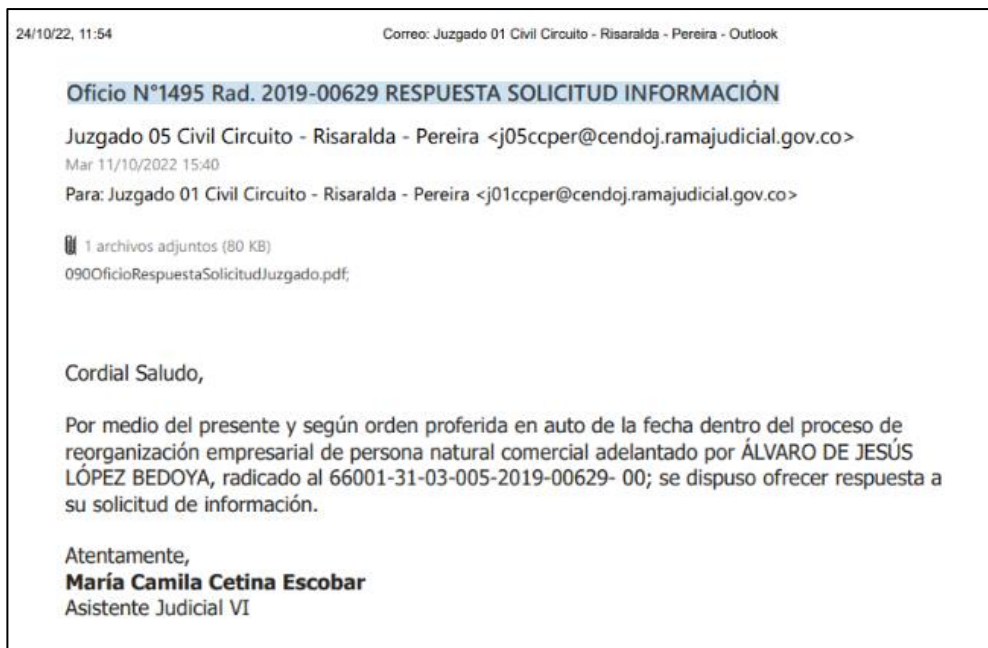 24/10/22, 11:54 Correo: Juzgado 01 Civil Circuito - Risaralda - Pereira - Outlook
Oficio N°1495 Rad. 2019-00629 RESPUESTA SOLICITUD INFORMACIÓN
Juzgado 05 Civil Circuito - Risaralda - Pereira <j05ccper@cendoj.ramajudicial.gov.co>
Mar 11/10/2022 15:40
Para: Juzgado 01 Civil Circuito - Risaralda - Pereira <j01ccper@cendoj.ramajudicial.gov.co>
1 archivos adjuntos (80 KB)
090OficioRespuestaSolicitudJuzgado.pdf;
Cordial Saludo,
Por medio del presente y según orden proferida en auto de la fecha dentro del proceso de
reorganización empresarial de persona natural comercial adelantado por ÁLVARO DE JESÚS
LÓPEZ BEDOYA, radicado al 66001-31-03-005-2019-00629- 00; se dispuso ofrecer respuesta a
su solicitud de información.
Atentamente,
María Camila Cetina Escobar
Asistente Judicial VI